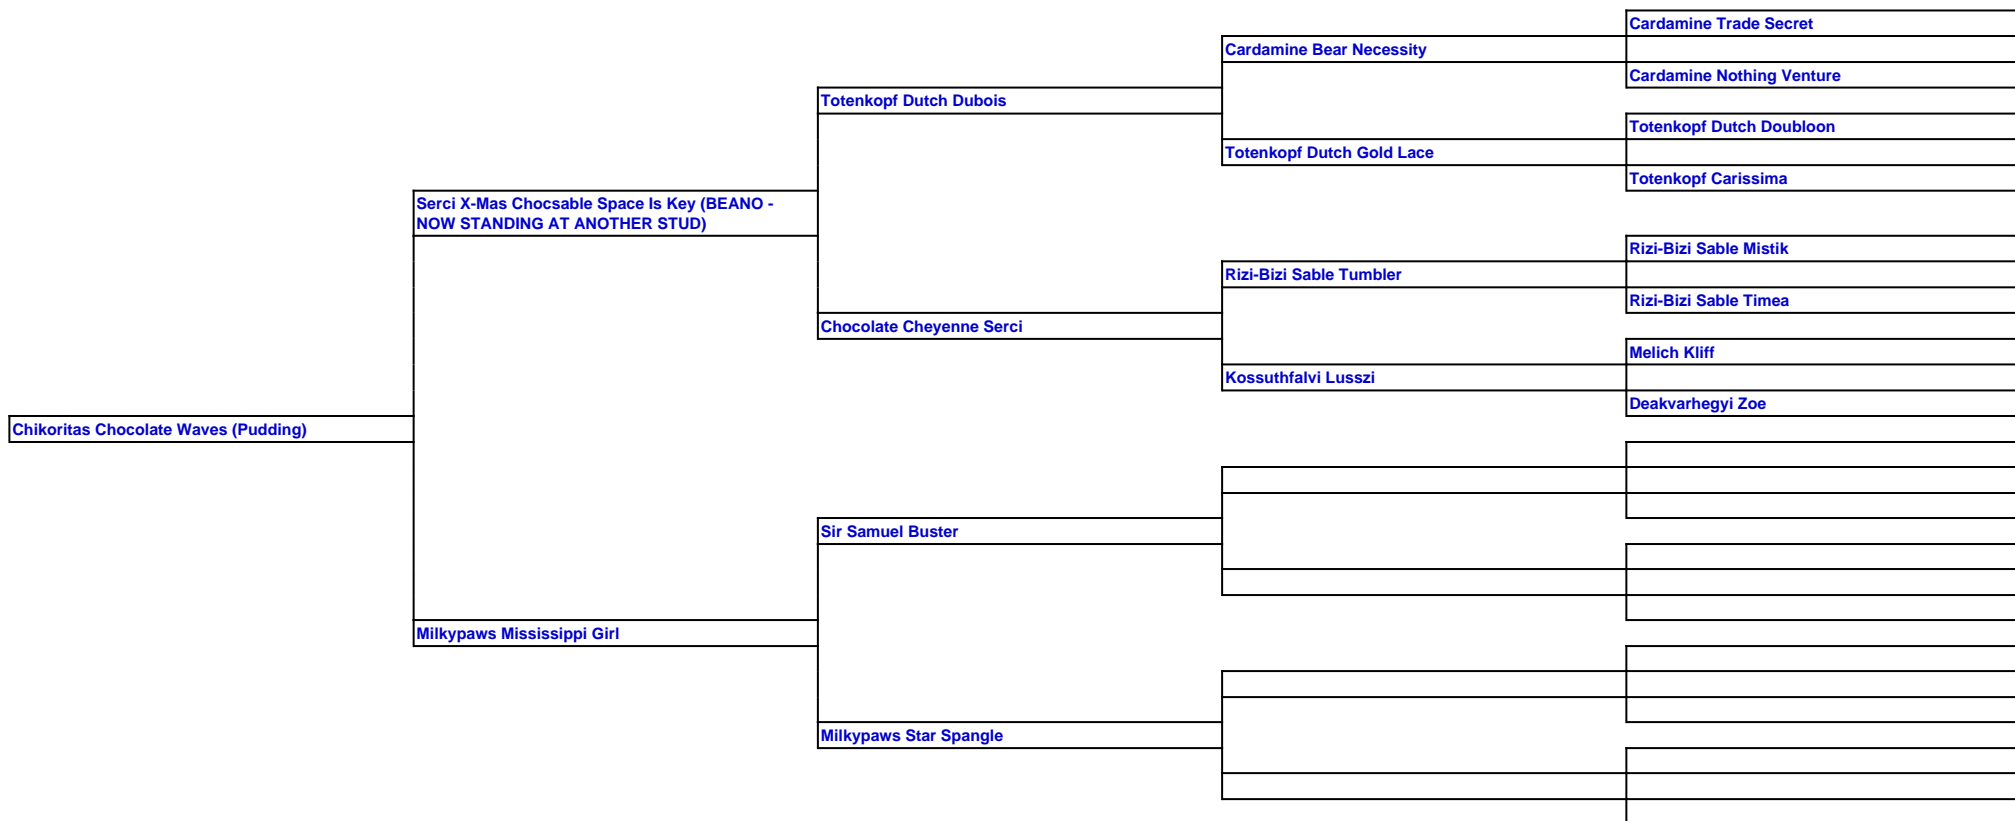 Cardamine Trade Secret
Cardamine Bear Necessity
Cardamine Nothing Venture
Totenkopf Dutch Dubois
Totenkopf Dutch Doubloon
Totenkopf Dutch Gold Lace
Totenkopf Carissima
Serci X-Mas Chocsable Space Is Key (BEANO -
NOW STANDING AT ANOTHER STUD)
Rizi-Bizi Sable Mistik
Rizi-Bizi Sable Tumbler
Rizi-Bizi Sable Timea
Chocolate Cheyenne Serci
Melich Kliff
Kossuthfalvi Lusszi
Deakvarhegyi Zoe
Chikoritas Chocolate Waves (Pudding)
Sir Samuel Buster
Milkypaws Mississippi Girl
Milkypaws Star Spangle